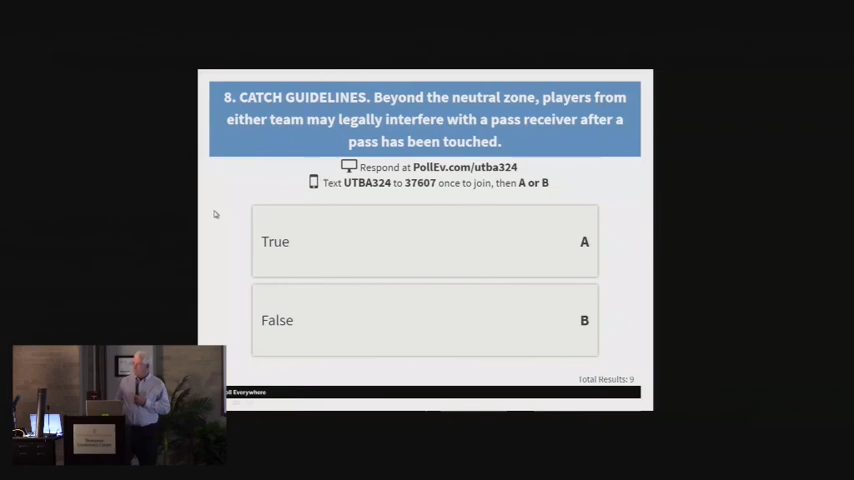 8. CATCH GUIDELINES. Beyond the neutral zone, players from
either team may legally interfere with a pass receiver after a
pass has been touched.
Respond at PollEv.com/utba324
Text UTBA324 to 37607 once to join, then A or B
True A
False B
Total Results: 9
oll Everywhere